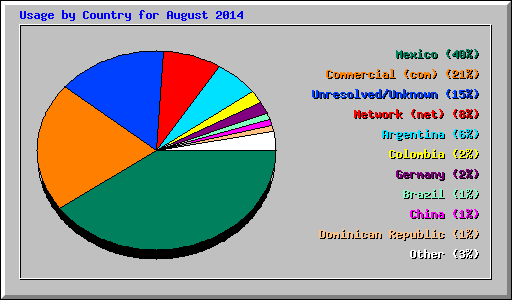 Usage by Country for August 2014
Mexico (40%)
Commercial (com) (21%)
Unresolved/Unknown (15%)
Network (net) (8%)
Argentina (6%)
Colombia (2%)
Germany (2%)
Brazil (1%)
China (1%)
Dominican Republic (1%)
Other (3%)